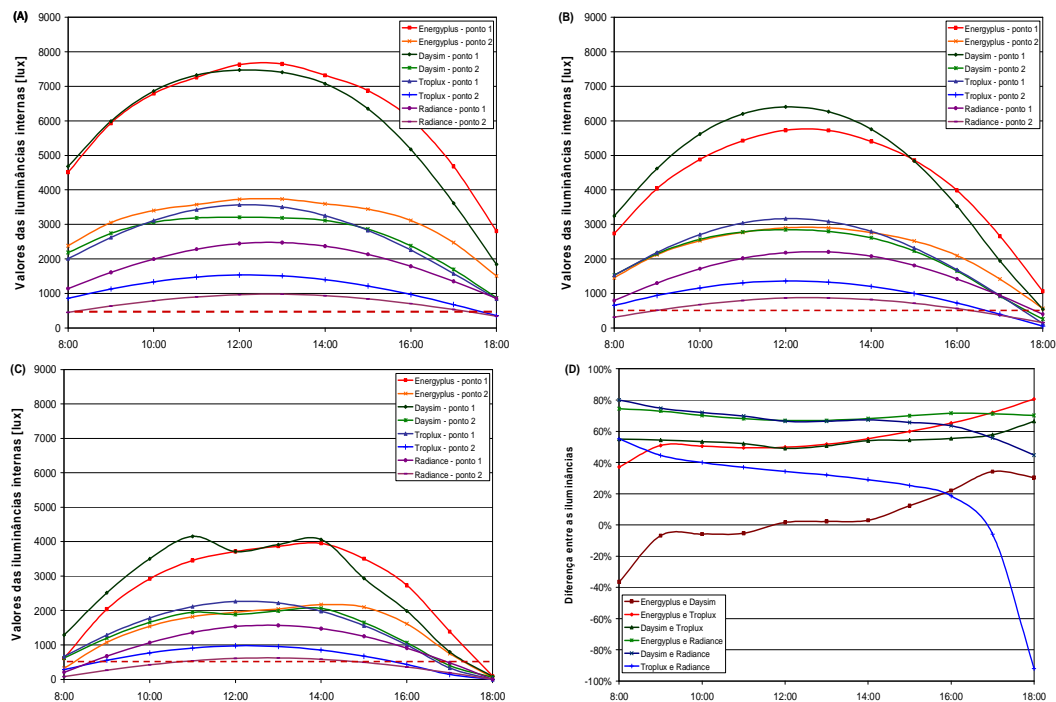 (A)
Valores das iluminâncias internas [lux]
9000
8000
7000
6000
5000
4000
3000
2000
1000
0
8:00 10:00 12:00 14:00 16:00 18:00
Energyplus - ponto 1
Energyplus - ponto 2
Daysim - ponto 1
Daysim - ponto 2
Troplux - ponto 1
Troplux - ponto 2
Radiance - ponto 1
Radiance - ponto 2
(B)
Valores das iluminâncias internas [lux]
9000
8000
7000
6000
5000
4000
3000
2000
1000
0
8:00 10:00 12:00 14:00 16:00 18:00
Energyplus - ponto 1
Energyplus - ponto 2
Daysim - ponto 1
Daysim - ponto 2
Troplux - ponto 1
Troplux - ponto 2
Radiance - ponto 1
Radiance - ponto 2
(C)
Valores das iluminâncias internas [lux]
9000
8000
7000
6000
5000
4000
3000
2000
1000
0
8:00 10:00 12:00 14:00 16:00 18:00
Energyplus - ponto 1
Energyplus - ponto 2
Daysim - ponto 1
Daysim - ponto 2
Troplux - ponto 1
Troplux - ponto 2
Radiance - ponto 1
Radiance - ponto 2
(D)
Diferença entre as iluminâncias
100%
80%
60%
40%
20%
0%
-20%
-40%
-60%
-80%
-100%
8:00 10:00 12:00 14:00 16:00 18:00
Energyplus e Daysim
Energyplus e Troplux
Daysim e Troplux
Energyplus e Radiance
Daysim e Radiance
Troplux e Radiance